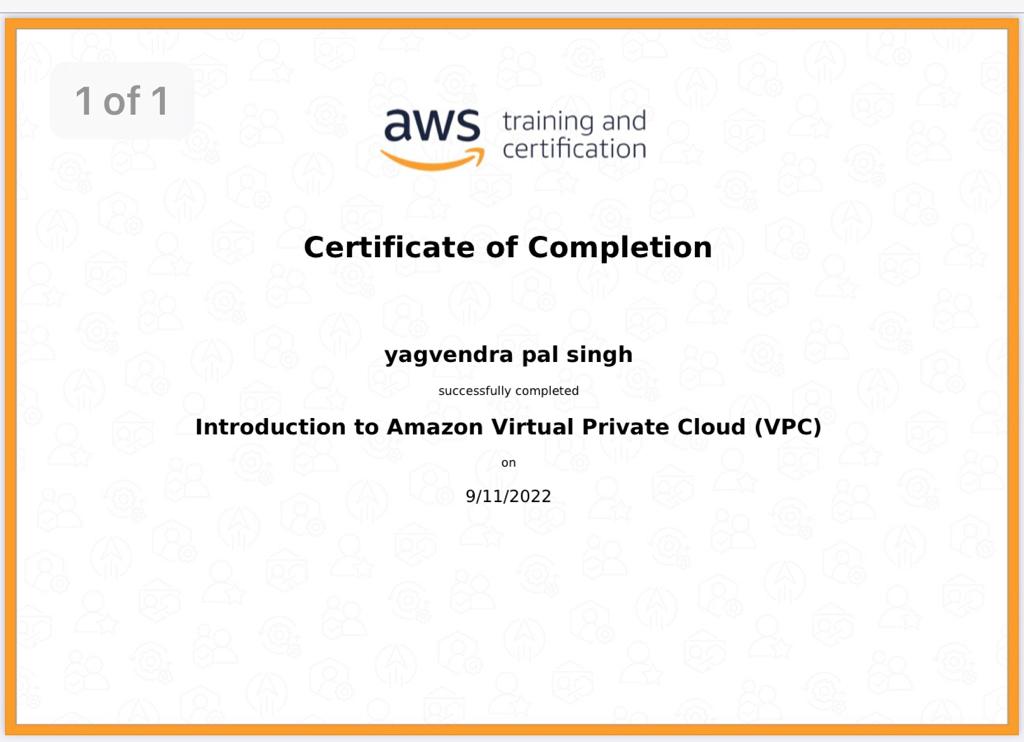 1 of 1
aws training and
certification
Certificate of Completion
yagvendra pal singh
successfully completed
Introduction to Amazon Virtual Private Cloud (VPC)
on
9/11/2022